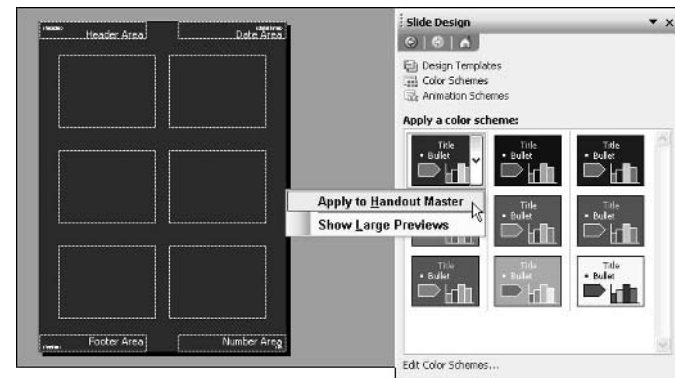 Header Area
Date Area
Footer Area
Number Area
Slide Design
Design Templates
Color Schemes
Animation Schemes
Apply a color scheme:
Title
• Bullet
Title
• Bullet
Title
• Bullet
Apply to Handout Master
Show Large Previews
Title
• Bullet
Title
• Bullet
Title
• Bullet
Title
• Bullet
Title
• Bullet
Edit Color Schemes...